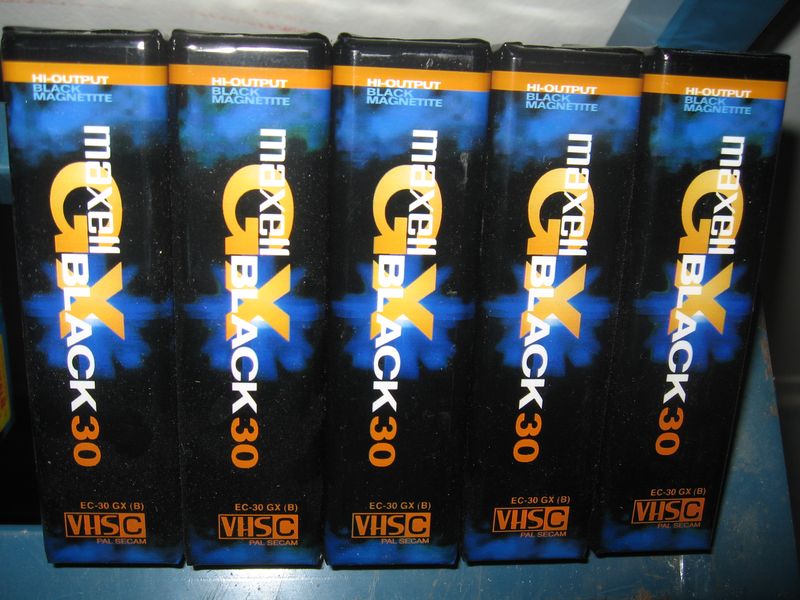 HI-OUTPUT
BLACK
MAGNETITE
maxell
GX
BLACK 30
EC-30 GX (B)
VHSC
PAL SECAM
HI-OUTPUT
BLACK
MAGNETITE
maxell
GX
BLACK 30
EC-30 GX (B)
VHSC
PAL SECAM
HI-OUTPUT
BLACK
MAGNETITE
maxell
GX
BLACK 30
EC-30 GX (B)
VHSC
PAL SECAM
HI-OUTPUT
BLACK
MAGNETITE
maxell
GX
BLACK 30
EC-30 GX (B)
VHSC
PAL SECAM
HI-OUTPUT
BLACK
MAGNETITE
maxell
GX
BLACK 30
EC-30 GX (B)
VHSC
PAL SECAM